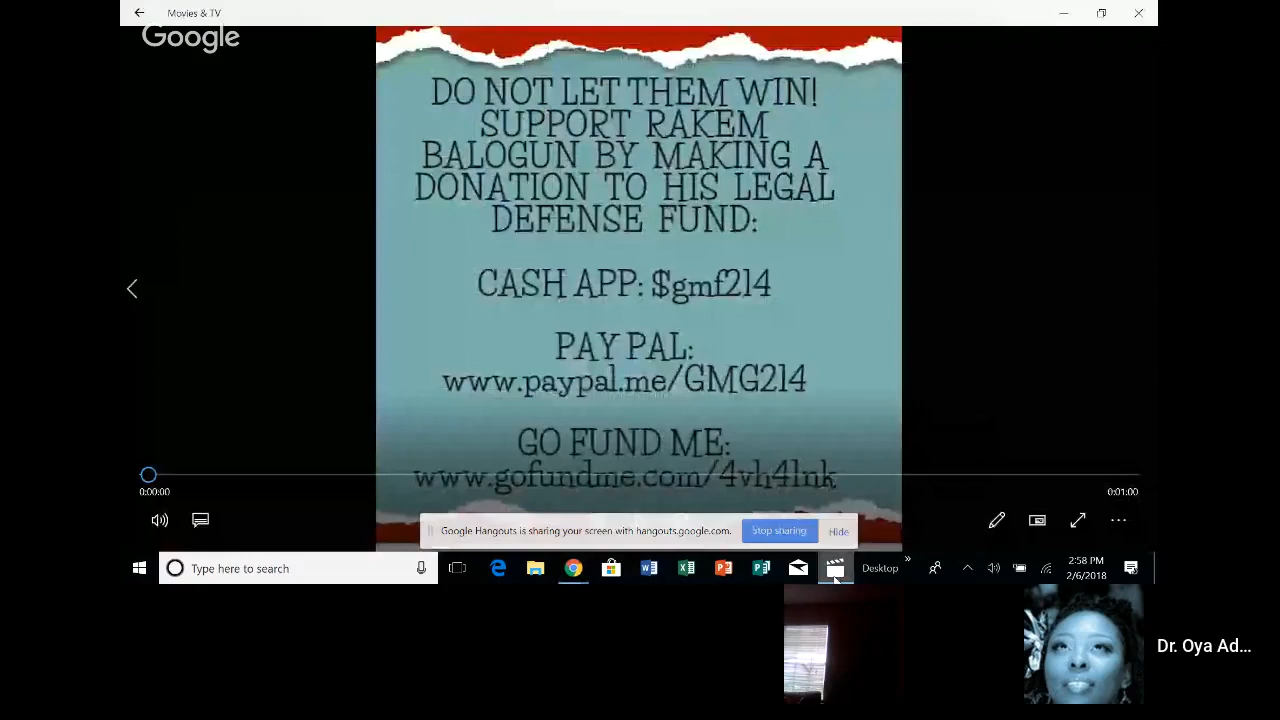 Movies & TV
Google
DO NOT LET THEM WIN!
SUPPORT RAKEM
BALOGUN BY MAKING A
DONATION TO HIS LEGAL
DEFENSE FUND:
CASH APP: $gmf214
PAY PAL:
www.paypal.me/GMG214
GO FUND ME:
www.gofundme.com/4vh4lnk
0:00:00
0:01:00
Google Hangouts is sharing your screen with hangouts.google.com.
Stop sharing
Hide
Type here to search
Desktop
2:58 PM
2/6/2018
Dr. Oya Ad...